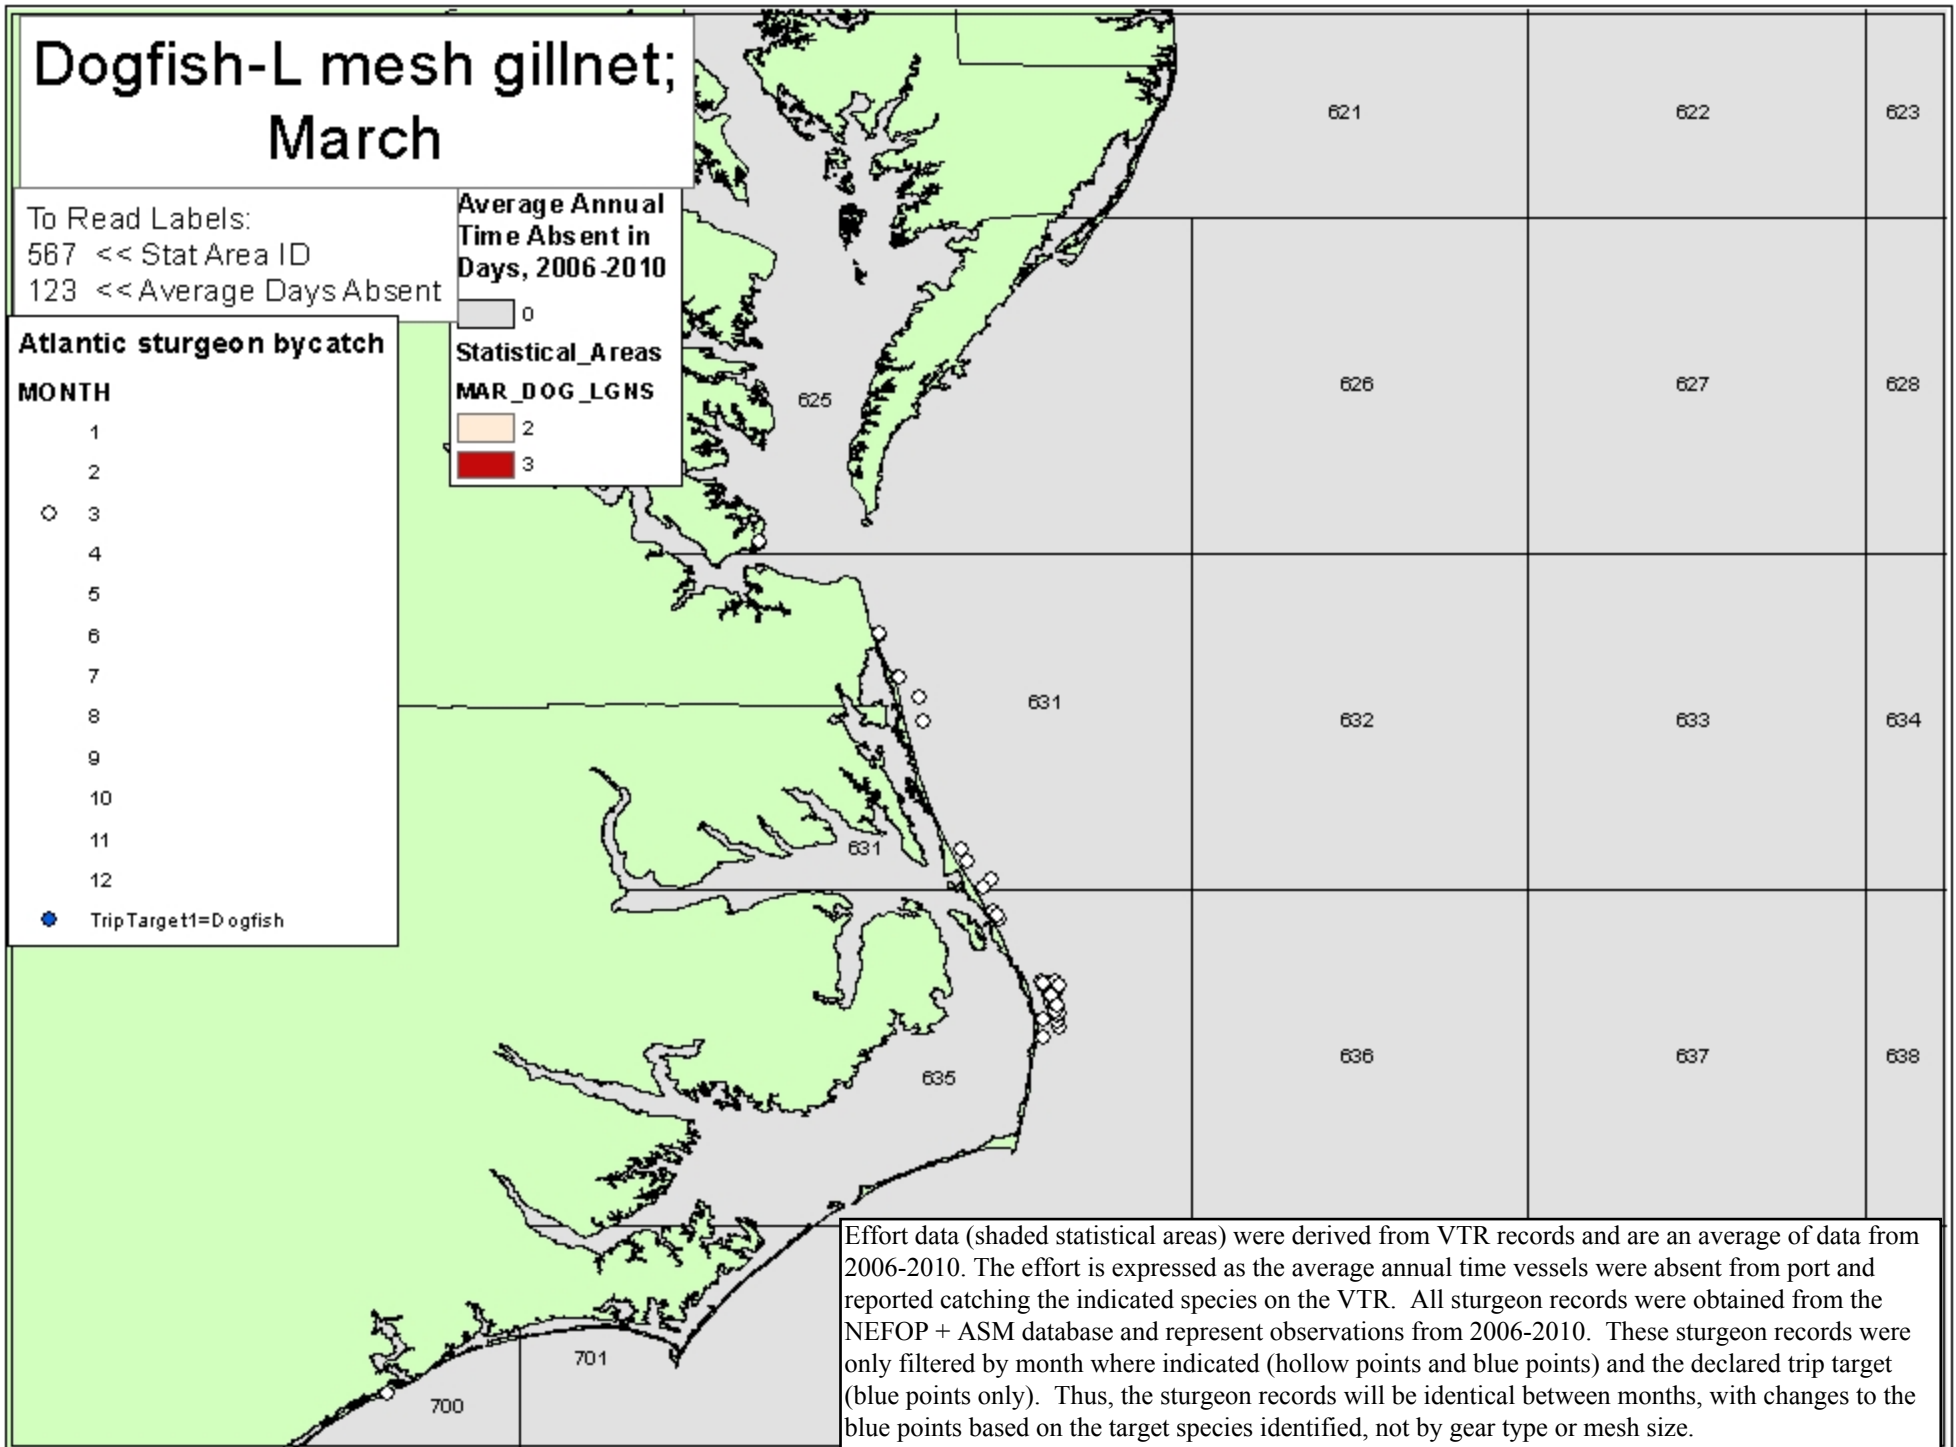 Dogfish-L mesh gillnet;
March
To Read Labels:
567 << Stat Area ID
123 << Average Days Absent
Average Annual
Time Absent in
Days, 2006-2010
0
Statistical_Areas
MAR_DOG_LGNS
2
3
Atlantic sturgeon bycatch
MONTH
1
2
3
4
5
6
7
8
9
10
11
12
TripTarget1=Dogfish
621
622
623
625
626
627
628
631
632
633
634
631
635
636
637
638
700
701
Effort data (shaded statistical areas) were derived from VTR records and are an average of data from
2006-2010. The effort is expressed as the average annual time vessels were absent from port and
reported catching the indicated species on the VTR. All sturgeon records were obtained from the
NEFOP + ASM database and represent observations from 2006-2010. These sturgeon records were
only filtered by month where indicated (hollow points and blue points) and the declared trip target
(blue points only). Thus, the sturgeon records will be identical between months, with changes to the
blue points based on the target species identified, not by gear type or mesh size.